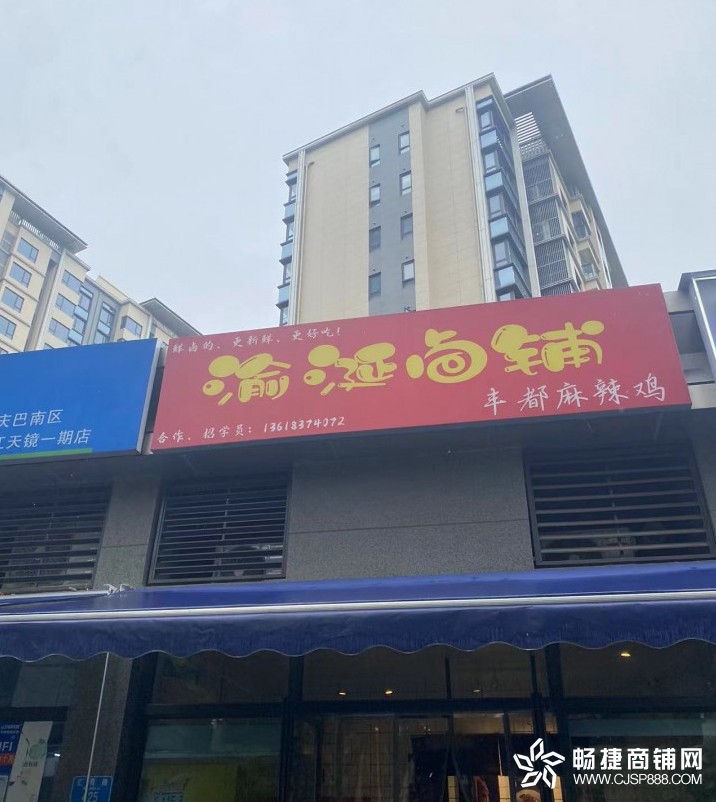 鲜卤的、更新鲜、更好吃!
渝涎卤铺
丰都麻辣鸡
合作、招学员: 13618374072
庆巴南区
江天镜一期店
25
畅捷商铺网
WWW.CJSP888.COM